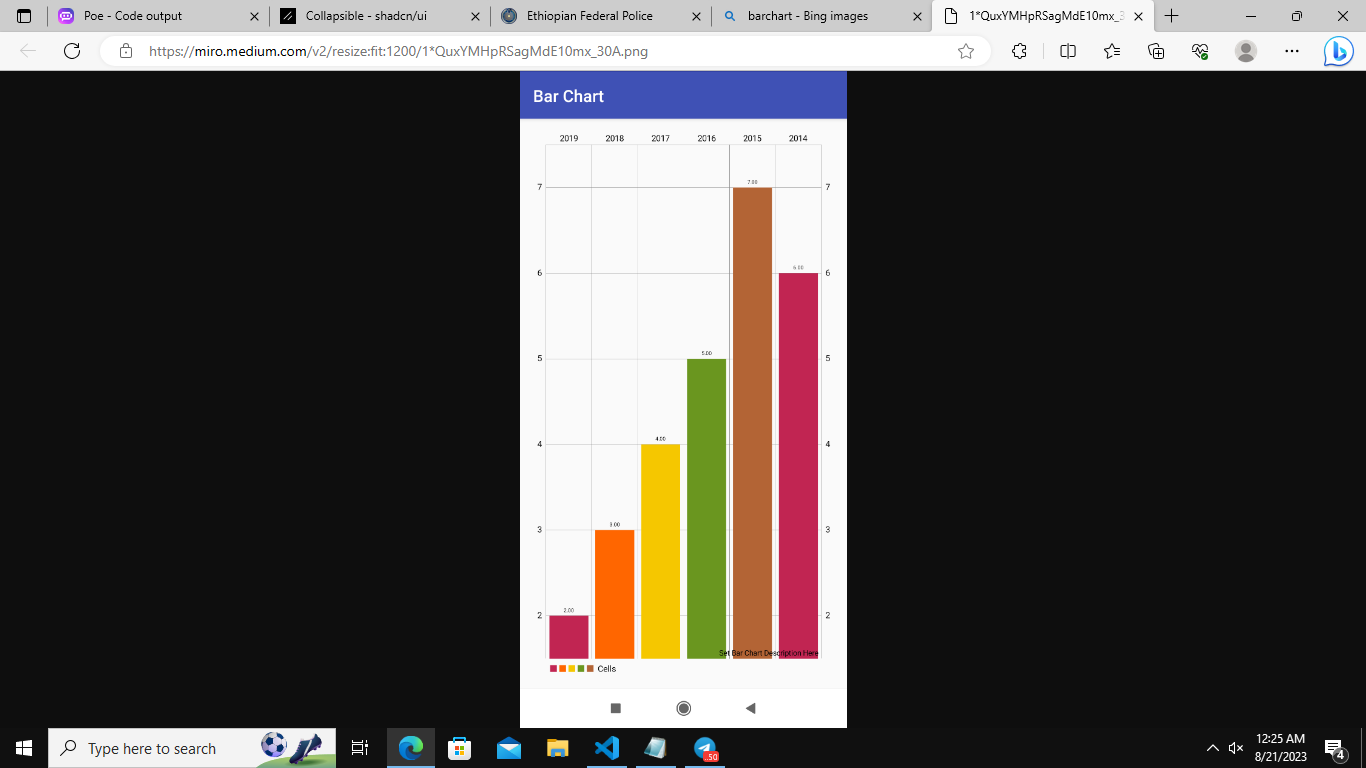 Poe - Code output
Collapsible - shadcn/ui
Ethiopian Federal Police
barchart - Bing images
1*QuxYMHpRSagMdE10mx_3
https://miro.medium.com/v2/resize:fit:1200/1*QuxYMHpRSagMdE10mx_30A.png
Bar Chart
2019 2018 2017 2016 2015 2014
7.00
7 7
6.00
6 6
5.00
5 5
4.00
4 4
3.00
3 3
2.00
2 2
Set Bar Chart Description Here
Cells
Type here to search
.50
12:25 AM
8/21/2023
4